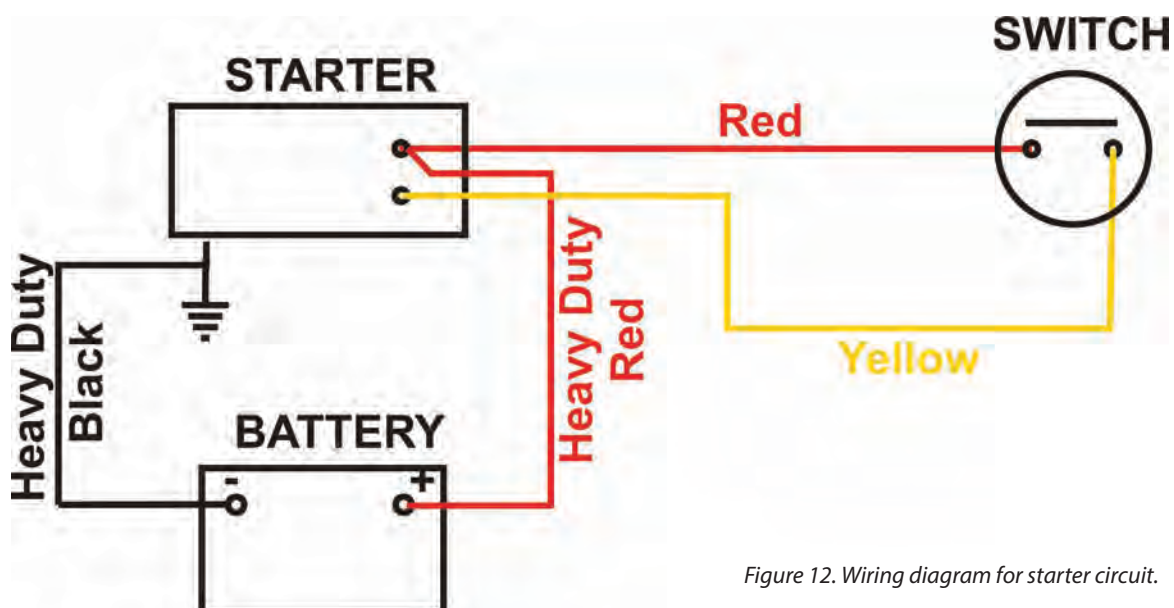 SWITCH
STARTER
Red
Heavy Duty
Black
Heavy Duty
Red
Yellow
BATTERY
- +
Figure 12. Wiring diagram for starter circuit.